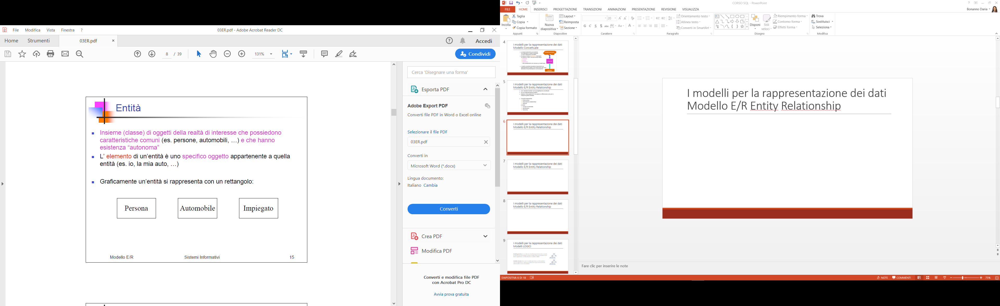 File Modifica Vista Finestra ?
03ER.pdf - Adobe Acrobat Reader DC
Home Strumenti 03ER.pdf ×
Accedi
8 / 39
131%
Condividi
Entità
Insieme (classe) di oggetti della realtà di interesse che possiedono
caratteristiche comuni (es. persone, automobili, …) e che hanno
esistenza “autonoma”
L’ elemento di un’entità è uno specifico oggetto appartenente a quella
entità (es. io, la mia auto, …)
Graficamente un’entità si rappresenta con un rettangolo:
Persona Automobile Impiegato
Modello E/R Sistemi Informativi 15
Cerca 'Disegnare una forma'
Esporta PDF
Adobe Export PDF
Converti file PDF in Word o Excel online
Selezionare il file PDF
03ER.pdf
Converti in
Microsoft Word (*.docx)
Lingua documento:
Italiano Cambia
Converti
Crea PDF
Modifica PDF
Converti e modifica file PDF
con Acrobat Pro DC
Avvia prova gratuita
CORSO SQL - PowerPoint
FILE HOME INSERISCI PROGETTAZIONE TRANSIZIONI ANIMAZIONI PRESENTAZIONE REVISIONE VISUALIZZA
Bonanno Daria
Incolla
Taglia
Copia
Copia formato
Appunti
Nuova
diapositiva
Layout
Reimposta
Sezione
Diapositive
20
G C S S abc AV Aa A
Carattere
Orientamento testo
Allinea testo
Converti in SmartArt
Paragrafo
Disponi
Stili
veloci
Riempimento forma
Contorno forma
Effetti forma
Disegno
Trova
Sostituisci
Seleziona
Modifica
4
I modelli per la rappresentazione dei dati
Modello Concettuale
5
I modelli per la rappresentazione dei dati
Modello E/R Entity Relationship
6
I modelli per la rappresentazione dei dati
Modello E/R Entity Relationship
7
I modelli per la rappresentazione dei dati
Modello E/R Entity Relationship
8
I modelli per la rappresentazione dei dati
Modello E/R Entity Relationship
9
I modelli per la rappresentazione dei dati
Modelli LOGICI
I modelli per la rappresentazione dei dati
Modello E/R Entity Relationship
Fare clic per inserire le note
DIAPOSITIVA 6 DI 18
NOTE COMMENTI
75%